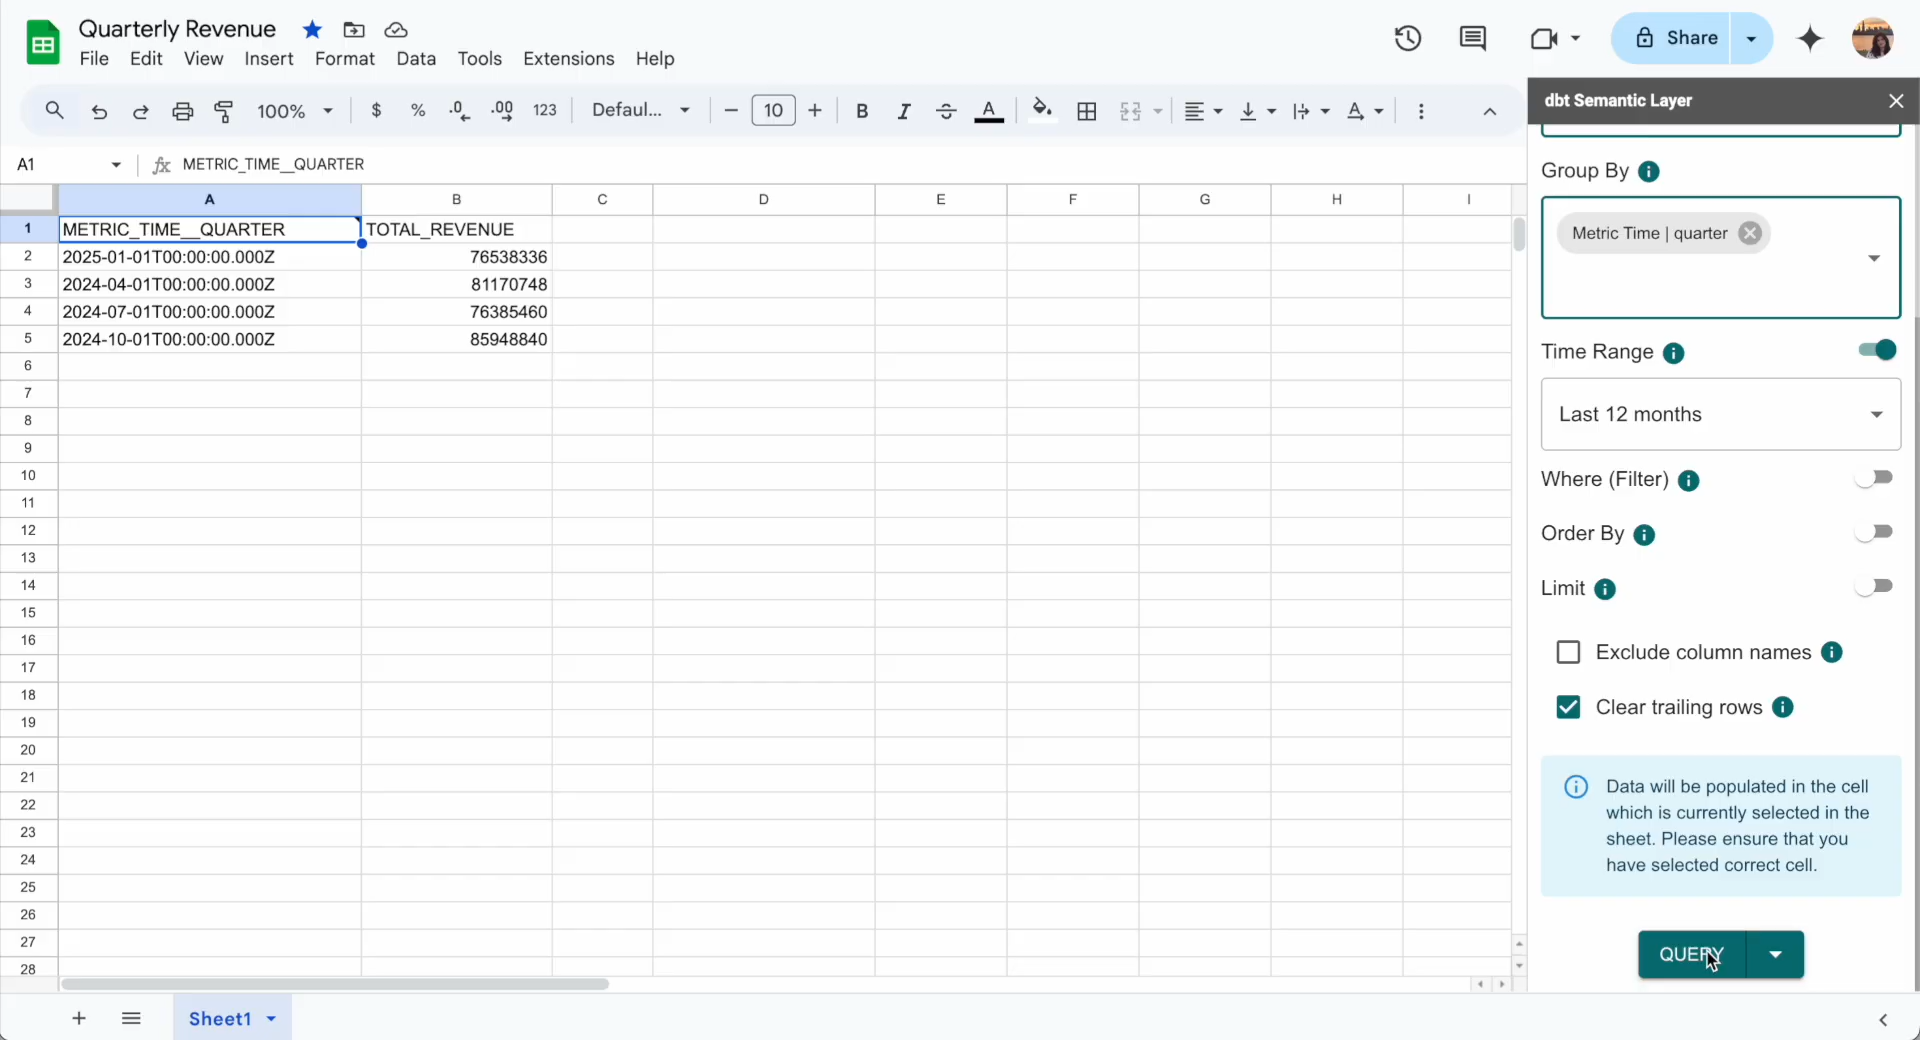 Quarterly Revenue
File Edit View Insert Format Data Tools Extensions Help
Share
100% $ % .0 .00 123 Defaul... 10 B I S A
A1 fx METRIC_TIME__QUARTER
A B C D E F G H I
1 METRIC_TIME__QUARTER TOTAL_REVENUE
2 2025-01-01T00:00:00.000Z 76538336
3 2024-04-01T00:00:00.000Z 81170748
4 2024-07-01T00:00:00.000Z 76385460
5 2024-10-01T00:00:00.000Z 85948840
6
7
8
9
10
11
12
13
14
15
16
17
18
19
20
21
22
23
24
25
26
27
28
Sheet1
dbt Semantic Layer
Group By
Metric Time | quarter
Time Range
Last 12 months
Where (Filter)
Order By
Limit
Exclude column names
Clear trailing rows
Data will be populated in the cell
which is currently selected in the
sheet. Please ensure that you
have selected correct cell.
QUERY